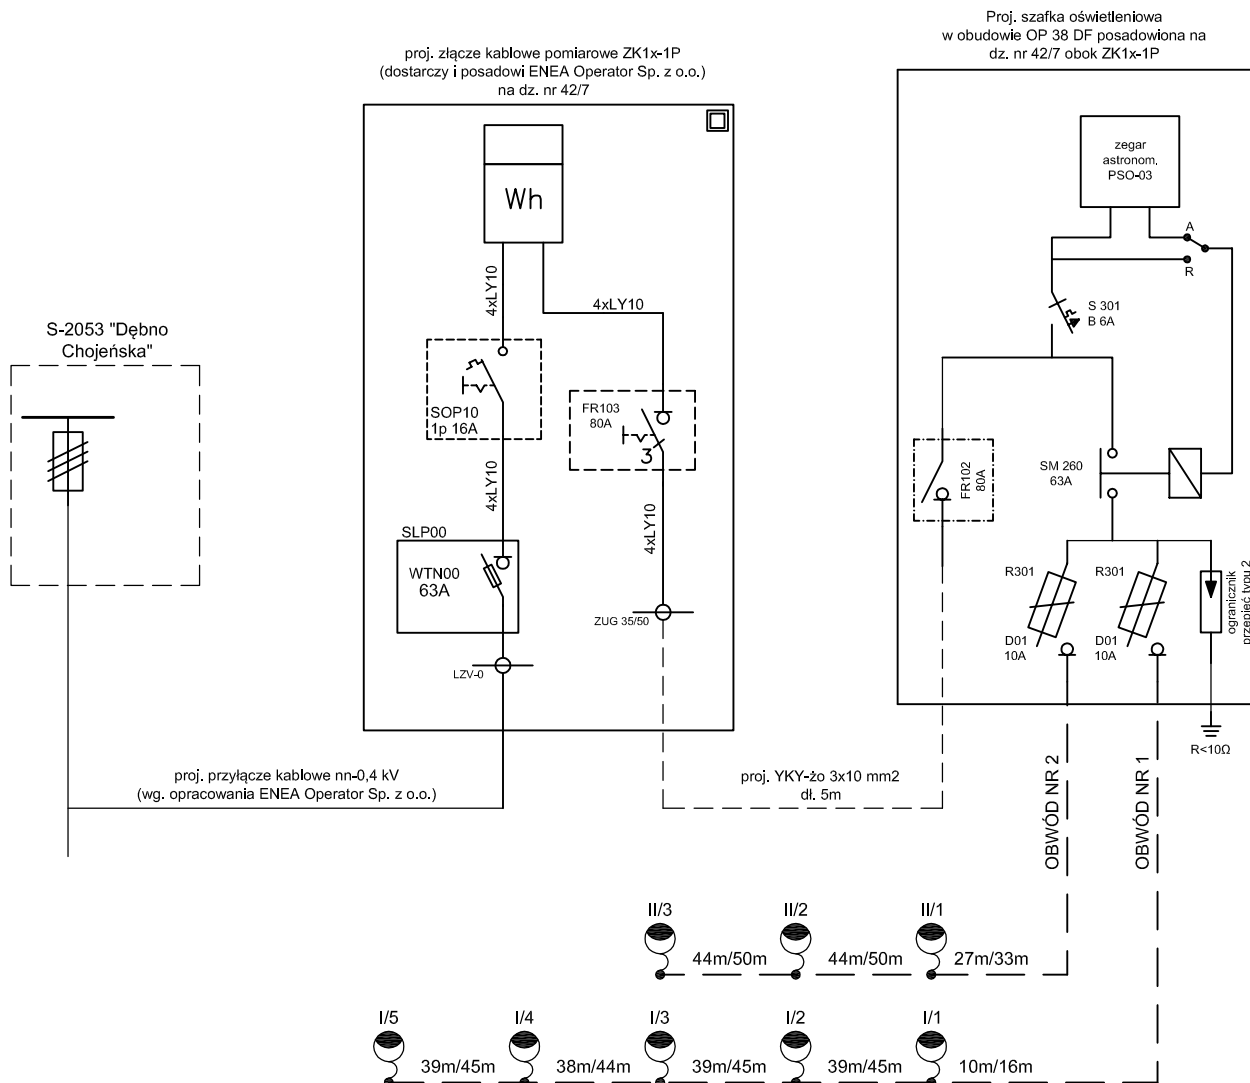 Proj. szafka oświetleniowa
w obudowie OP 38 DF posadowiona na
dz. nr 42/7 obok ZK1x-1P
proj. złącze kablowe pomiarowe ZK1x-1P
(dostarczy i posadowi ENEA Operator Sp. z o.o.)
na dz. nr 42/7
zegar
astronom.
PSO-03
Wh
A
R
4xLY10
4xLY10
S 301
B 6A
S-2053 "Dębno
Chojeńska"
SOP10
1p 16A
FR103
80A
3
SM 260
63A
FR102
80A
4xLY10
4xLY10
SLP00
WTN00
63A
R301
R301
ogranicznik
przepięć typu 2
ZUG 35/50
D01
10A
D01
10A
LZV-0
R<10Ω
proj. przyłącze kablowe nn-0,4 kV
(wg. opracowania ENEA Operator Sp. z o.o.)
proj. YKY-żo 3x10 mm2
dł. 5m
OBWÓD NR 2
OBWÓD NR 1
II/3
II/2
II/1
44m/50m
44m/50m
27m/33m
I/5
I/4
I/3
I/2
I/1
39m/45m
38m/44m
39m/45m
39m/45m
10m/16m